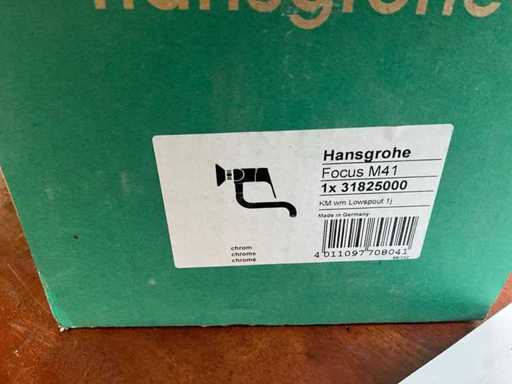 hansgrohe
Hansgrohe
Focus M41
1x 31825000
KM wm Lowspout 1j
Made in Germany
chrom
chrome
chromé
4 011097 708041